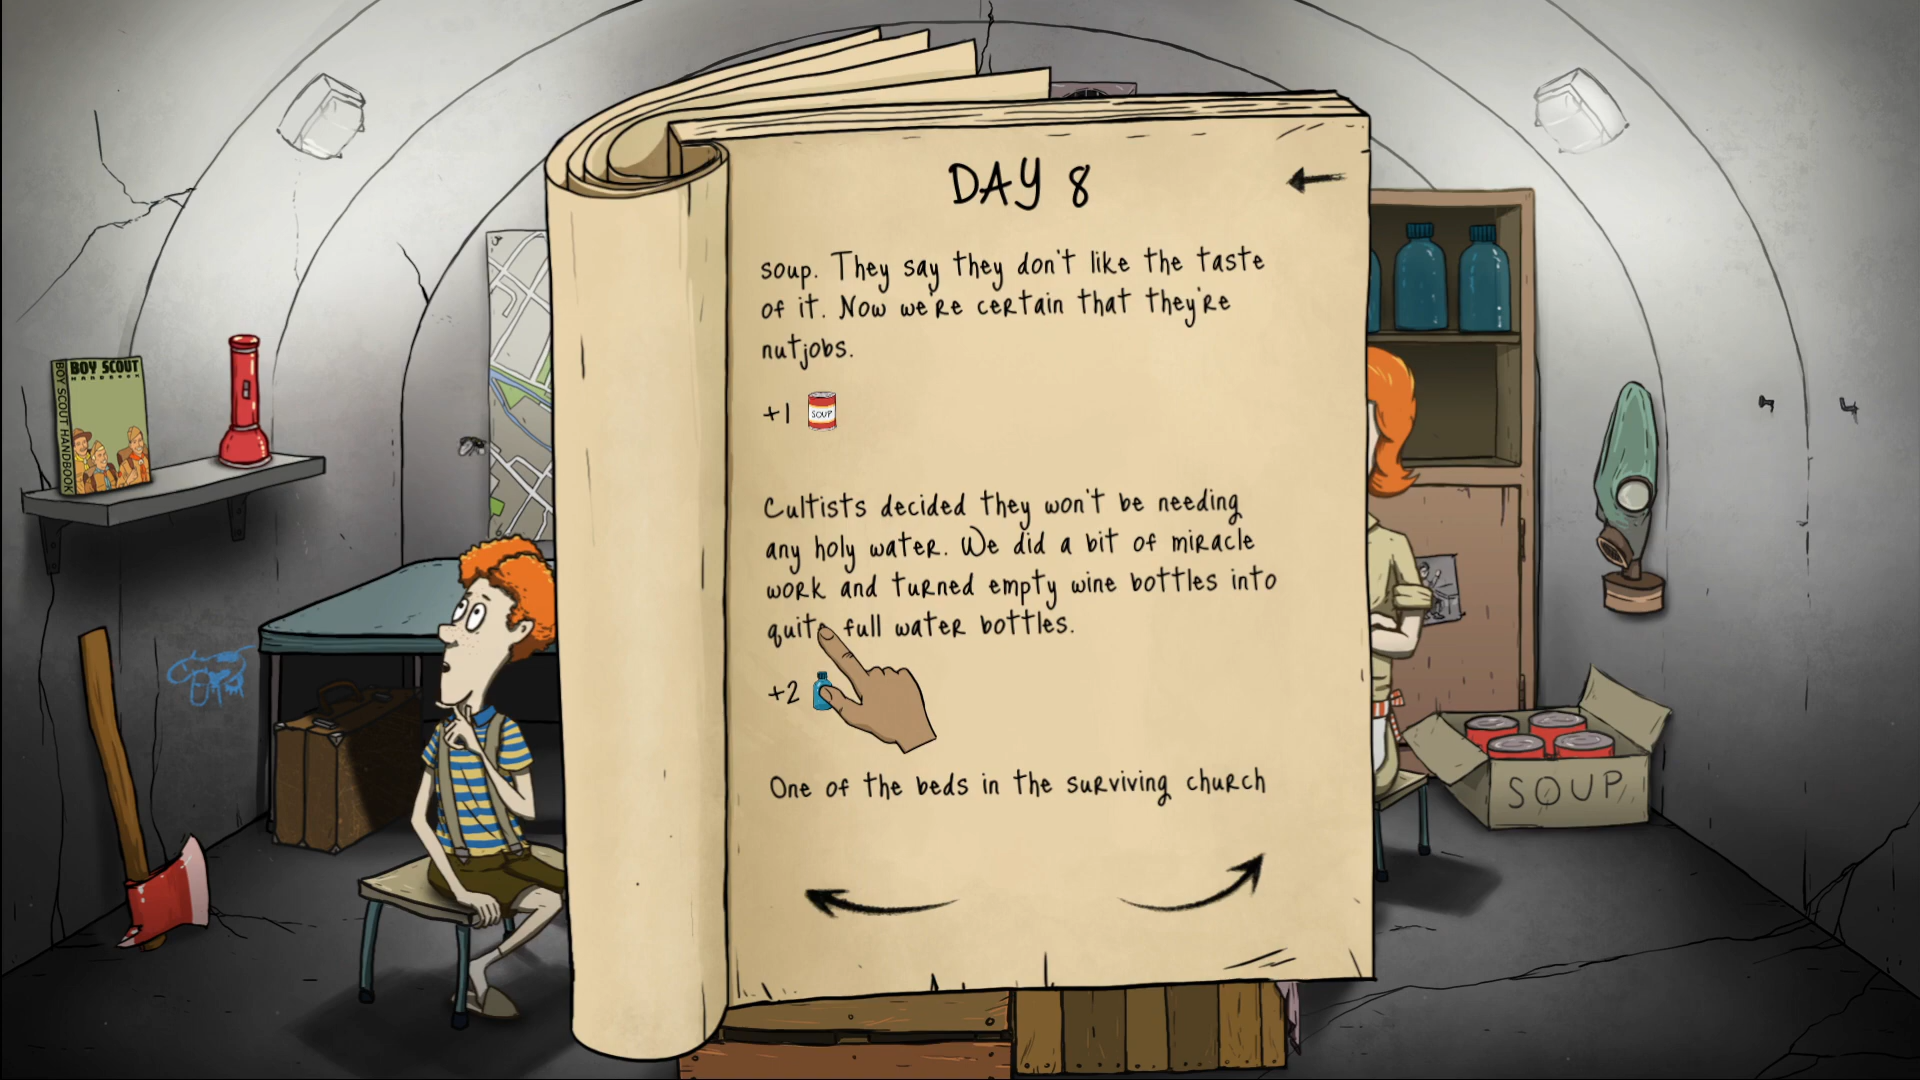 DAY 8
soup. They say they don't like the taste
of it. Now we're certain that they're
nutjobs.
+1
SOUP
Cultists decided they won't be needing
any holy water. We did a bit of miracle
work and turned empty wine bottles into
quite full water bottles.
+2
One of the beds in the surviving church
BOY SCOUT
HANDBOOK
BOY SCOUT HANDBOOK
SOUP